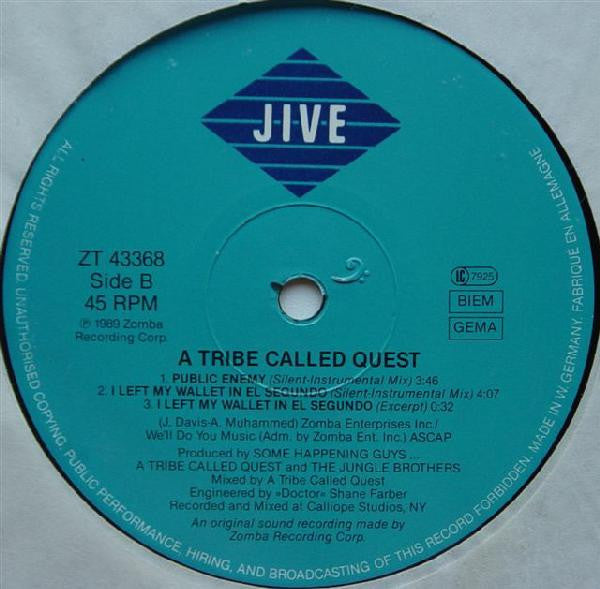 J·I·V·E
ZT 43368
Side B
45 RPM
℗ 1989 Zomba
Recording Corp.
LC 7925
BIEM
GEMA
A TRIBE CALLED QUEST
1. PUBLIC ENEMY (Silent-Instrumental Mix) 3:46
2. I LEFT MY WALLET IN EL SEGUNDO (Silent-Instrumental Mix) 4:07
3. I LEFT MY WALLET IN EL SEGUNDO (Excerpt) 0:32
(J. Davis-A. Muhammed) Zomba Enterprises Inc./
We'll Do You Music (Adm. by Zomba Ent. Inc.) ASCAP
Produced by SOME HAPPENING GUYS ...
A TRIBE CALLED QUEST and THE JUNGLE BROTHERS
Mixed by A Tribe Called Quest
Engineered by »Doctor« Shane Farber
Recorded and Mixed at Calliope Studios, NY
An original sound recording made by
Zomba Recording Corp.
ALL RIGHTS RESERVED. UNAUTHORISED COPYING, PUBLIC PERFORMANCE, HIRING, AND BROADCASTING OF THIS RECORD FORBIDDEN. MADE IN W. GERMANY. FABRIQUE EN ALLEMAGNE